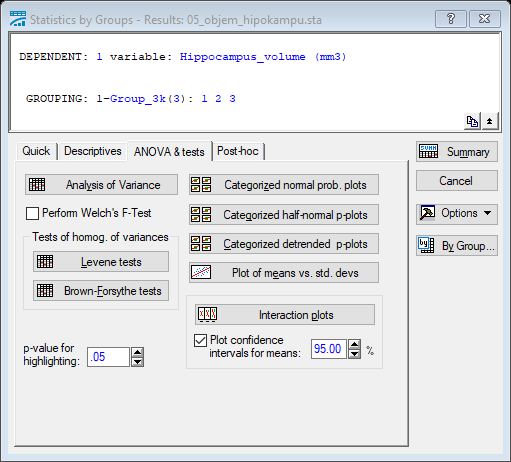 Statistics by Groups - Results: 05_objem_hipokampu.sta
?
DEPENDENT: 1 variable: Hippocampus_volume (mm3)
GROUPING: 1-Group_3k(3): 1 2 3
Quick Descriptives ANOVA & tests Post-hoc
Summary
Cancel
Options
By Group...
Analysis of Variance
Perform Welch's F-Test
Tests of homog. of variances
Levene tests
Brown-Forsythe tests
p-value for
highlighting: .05
Categorized normal prob. plots
Categorized half-normal p-plots
Categorized detrended p-plots
Plot of means vs. std. devs
Interaction plots
Plot confidence
intervals for means: 95.00 %